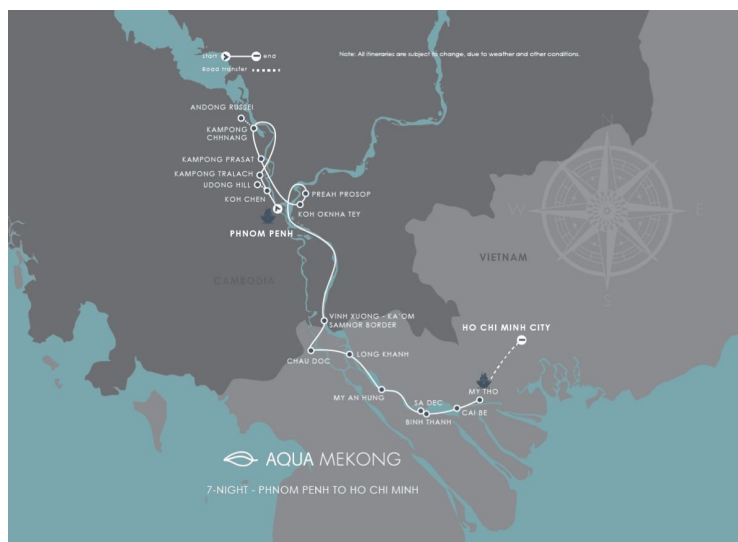 start
end
Road transfer
Note: All itineraries are subject to change, due to weather and other conditions.
ANDONG RUSSEI
KAMPONG
CHHNANG
KAMPONG PRASAT
KAMPONG TRALACH
UDONG HILL
KOH CHEN
PREAH PROSOP
KOH OKNHA TEY
PHNOM PENH
N
W
E
S
VIETNAM
CAMBODIA
VINH XUONG - KA'OM
SAMNOR BORDER
HO CHI MINH CITY
CHAU DOC
LONG KHANH
MY THO
MY AN HUNG
SA DEC
CAI BE
BINH THANH
AQUA MEKONG
7-NIGHT - PHNOM PENH TO HO CHI MINH